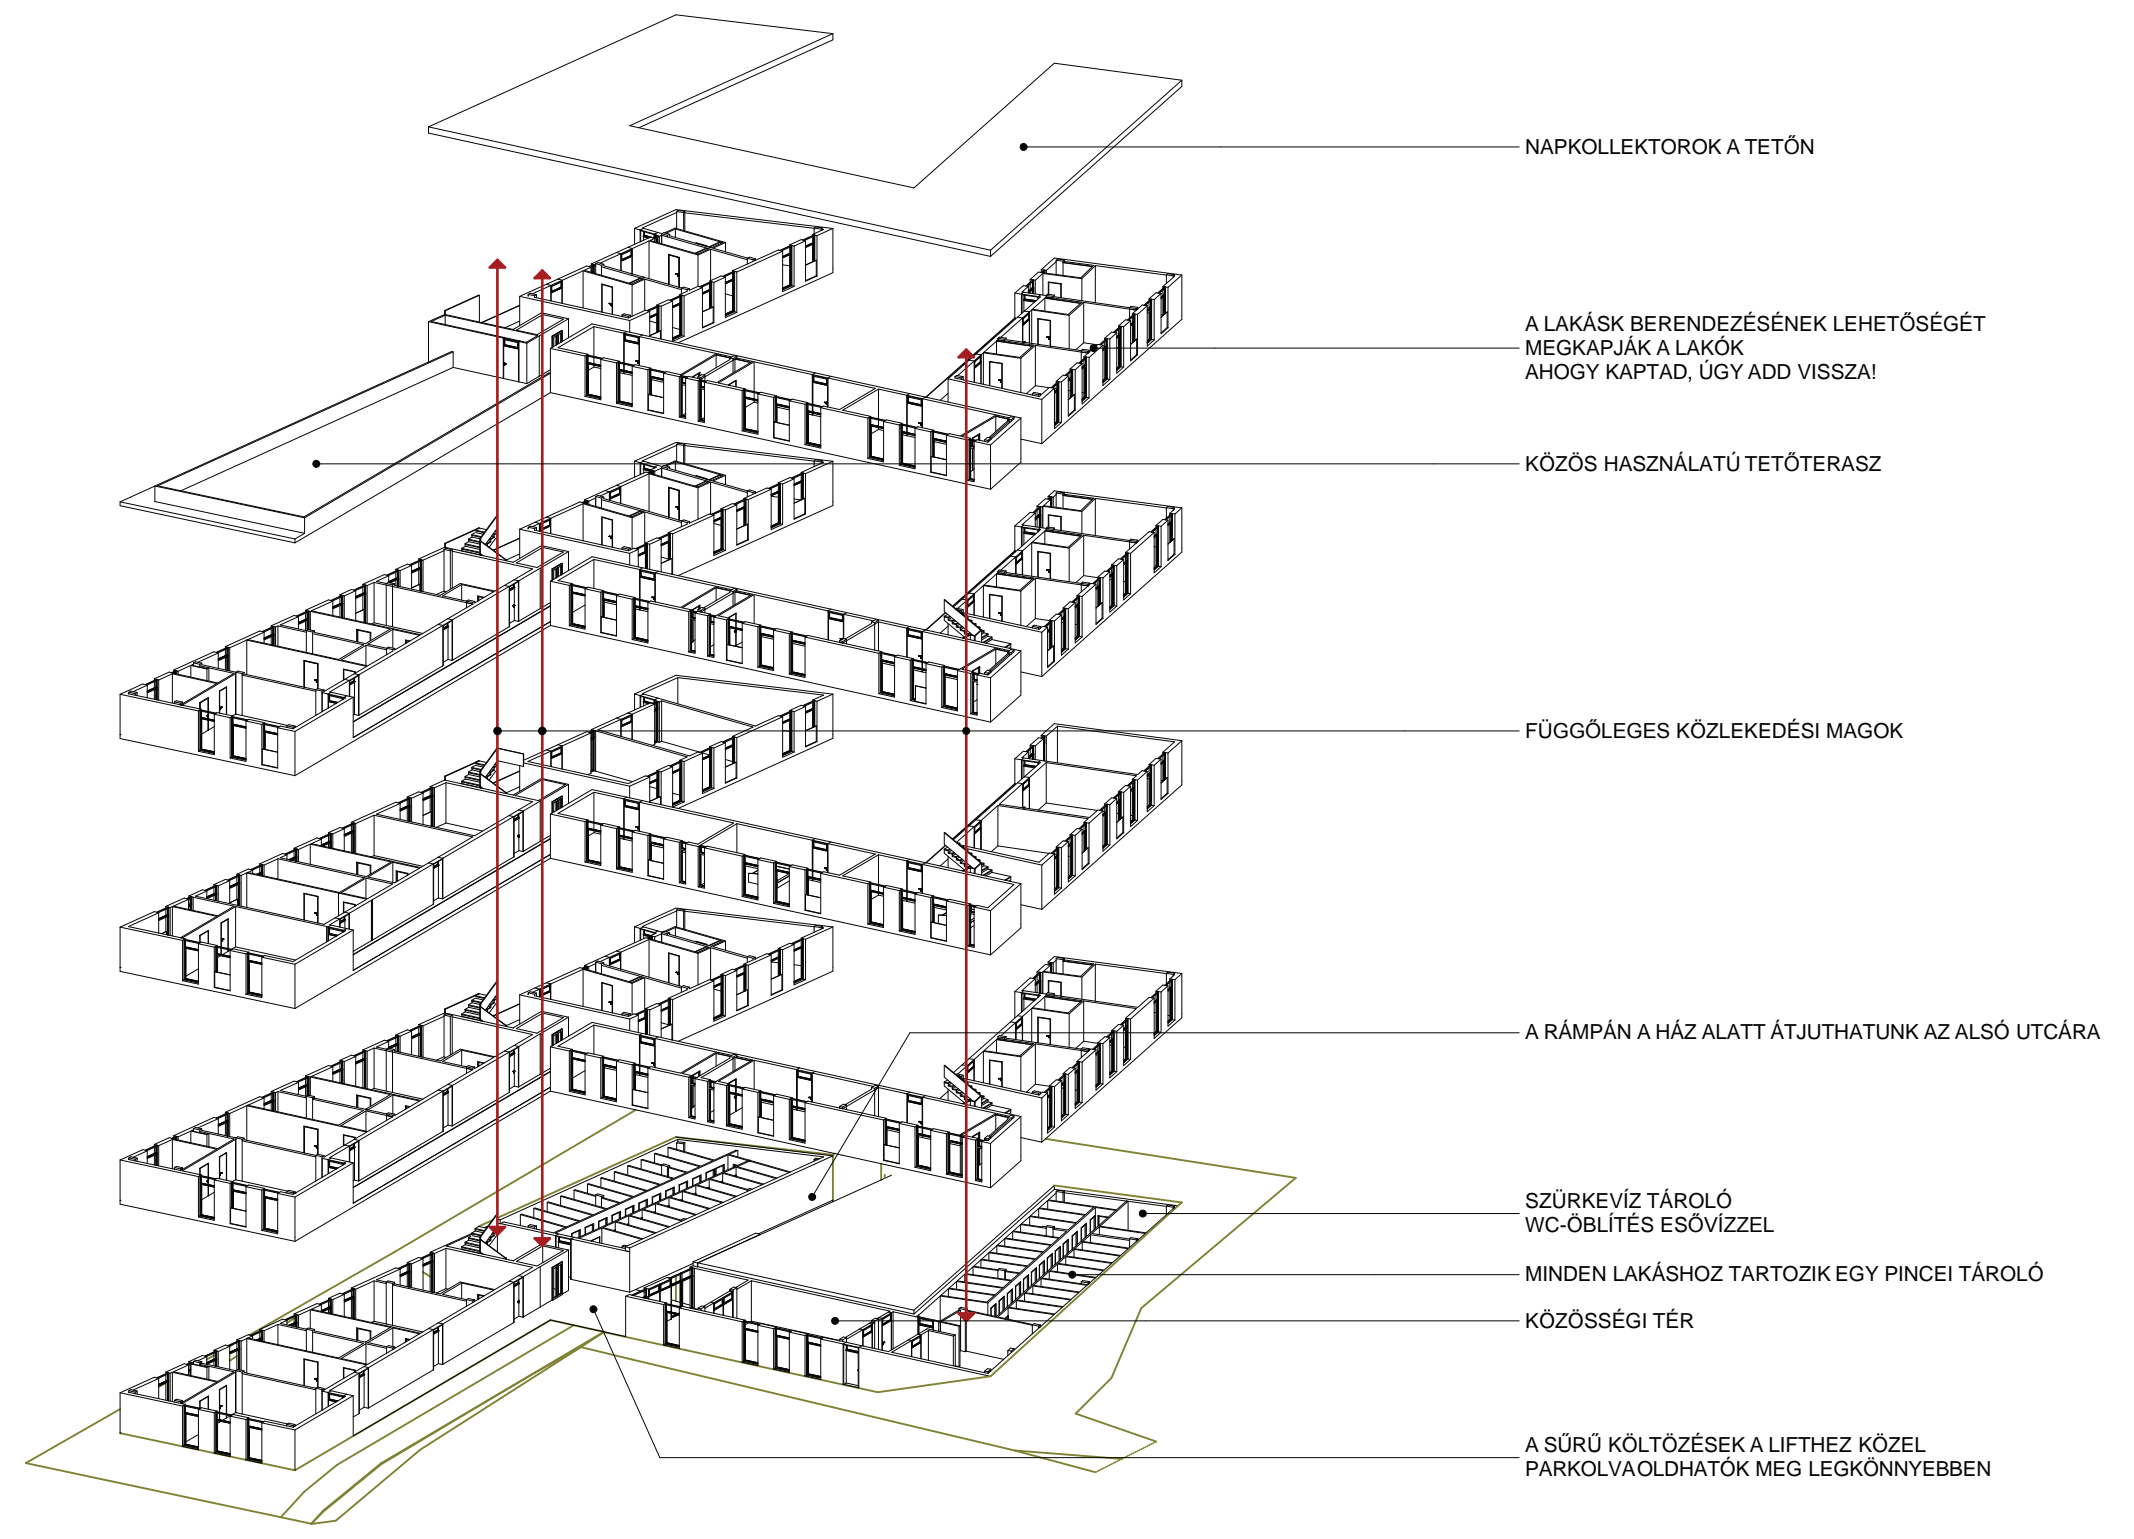 NAPKOLLEKTOROK A TETŐN
A LAKÁSK BERENDEZÉSÉNEK LEHETŐSÉGÉT
MEGKAPJÁK A LAKÓK
AHOGY KAPTAD, ÚGY ADD VISSZA!
KÖZÖS HASZNÁLATÚ TETŐTERASZ
FÜGGŐLEGES KÖZLEKEDÉSI MAGOK
A RÁMPÁN A HÁZ ALATT ÁTJUTHATUNK AZ ALSÓ UTCÁRA
SZÜRKEVÍZ TÁROLÓ
WC-ÖBLÍTÉS ESŐVÍZZEL
MINDEN LAKÁSHOZ TARTOZIK EGY PINCEI TÁROLÓ
KÖZÖSSÉGI TÉR
A SŰRŰ KÖLTÖZÉSEK A LIFTHEZ KÖZEL
PARKOLVA OLDHATÓK MEG LEGKÖNNYEBBEN